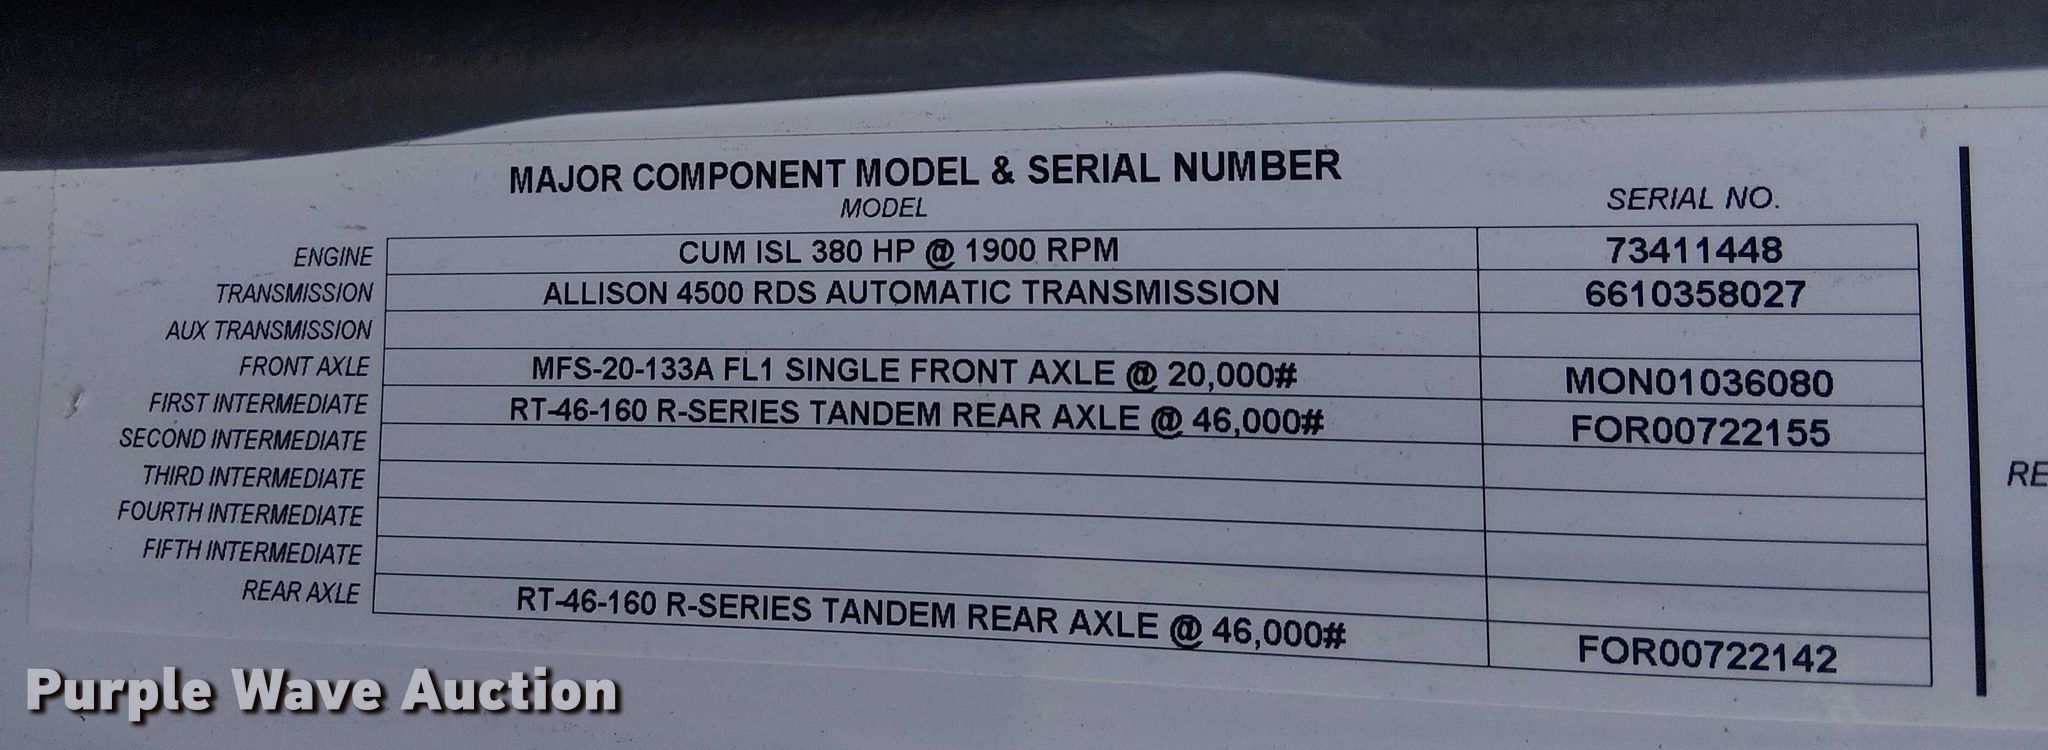 MAJOR COMPONENT MODEL & SERIAL NUMBER
MODEL SERIAL NO.
ENGINE CUM ISL 380 HP @ 1900 RPM 73411448
TRANSMISSION ALLISON 4500 RDS AUTOMATIC TRANSMISSION 6610358027
AUX TRANSMISSION
FRONT AXLE MFS-20-133A FL1 SINGLE FRONT AXLE @ 20,000# MON01036080
FIRST INTERMEDIATE RT-46-160 R-SERIES TANDEM REAR AXLE @ 46,000# FOR00722155
SECOND INTERMEDIATE
THIRD INTERMEDIATE
FOURTH INTERMEDIATE
FIFTH INTERMEDIATE
REAR AXLE RT-46-160 R-SERIES TANDEM REAR AXLE @ 46,000# FOR00722142
RE
Purple Wave Auction